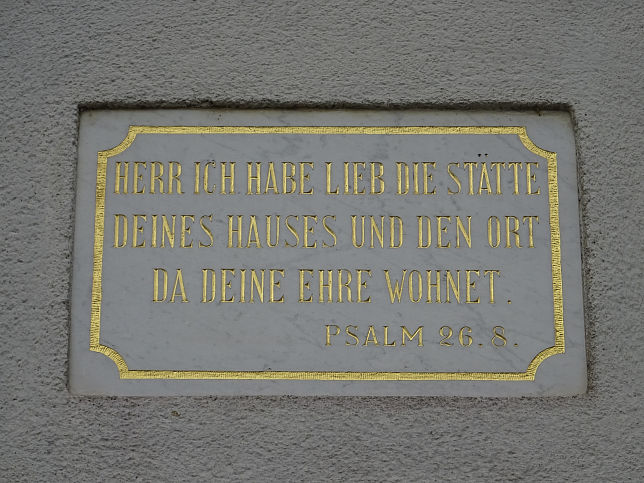 HERR ICH HABE LIEB DIE STÄTTE
DEINES HAUSES UND DEN ORT
DA DEINE EHRE WOHNET.
PSALM 26.8.